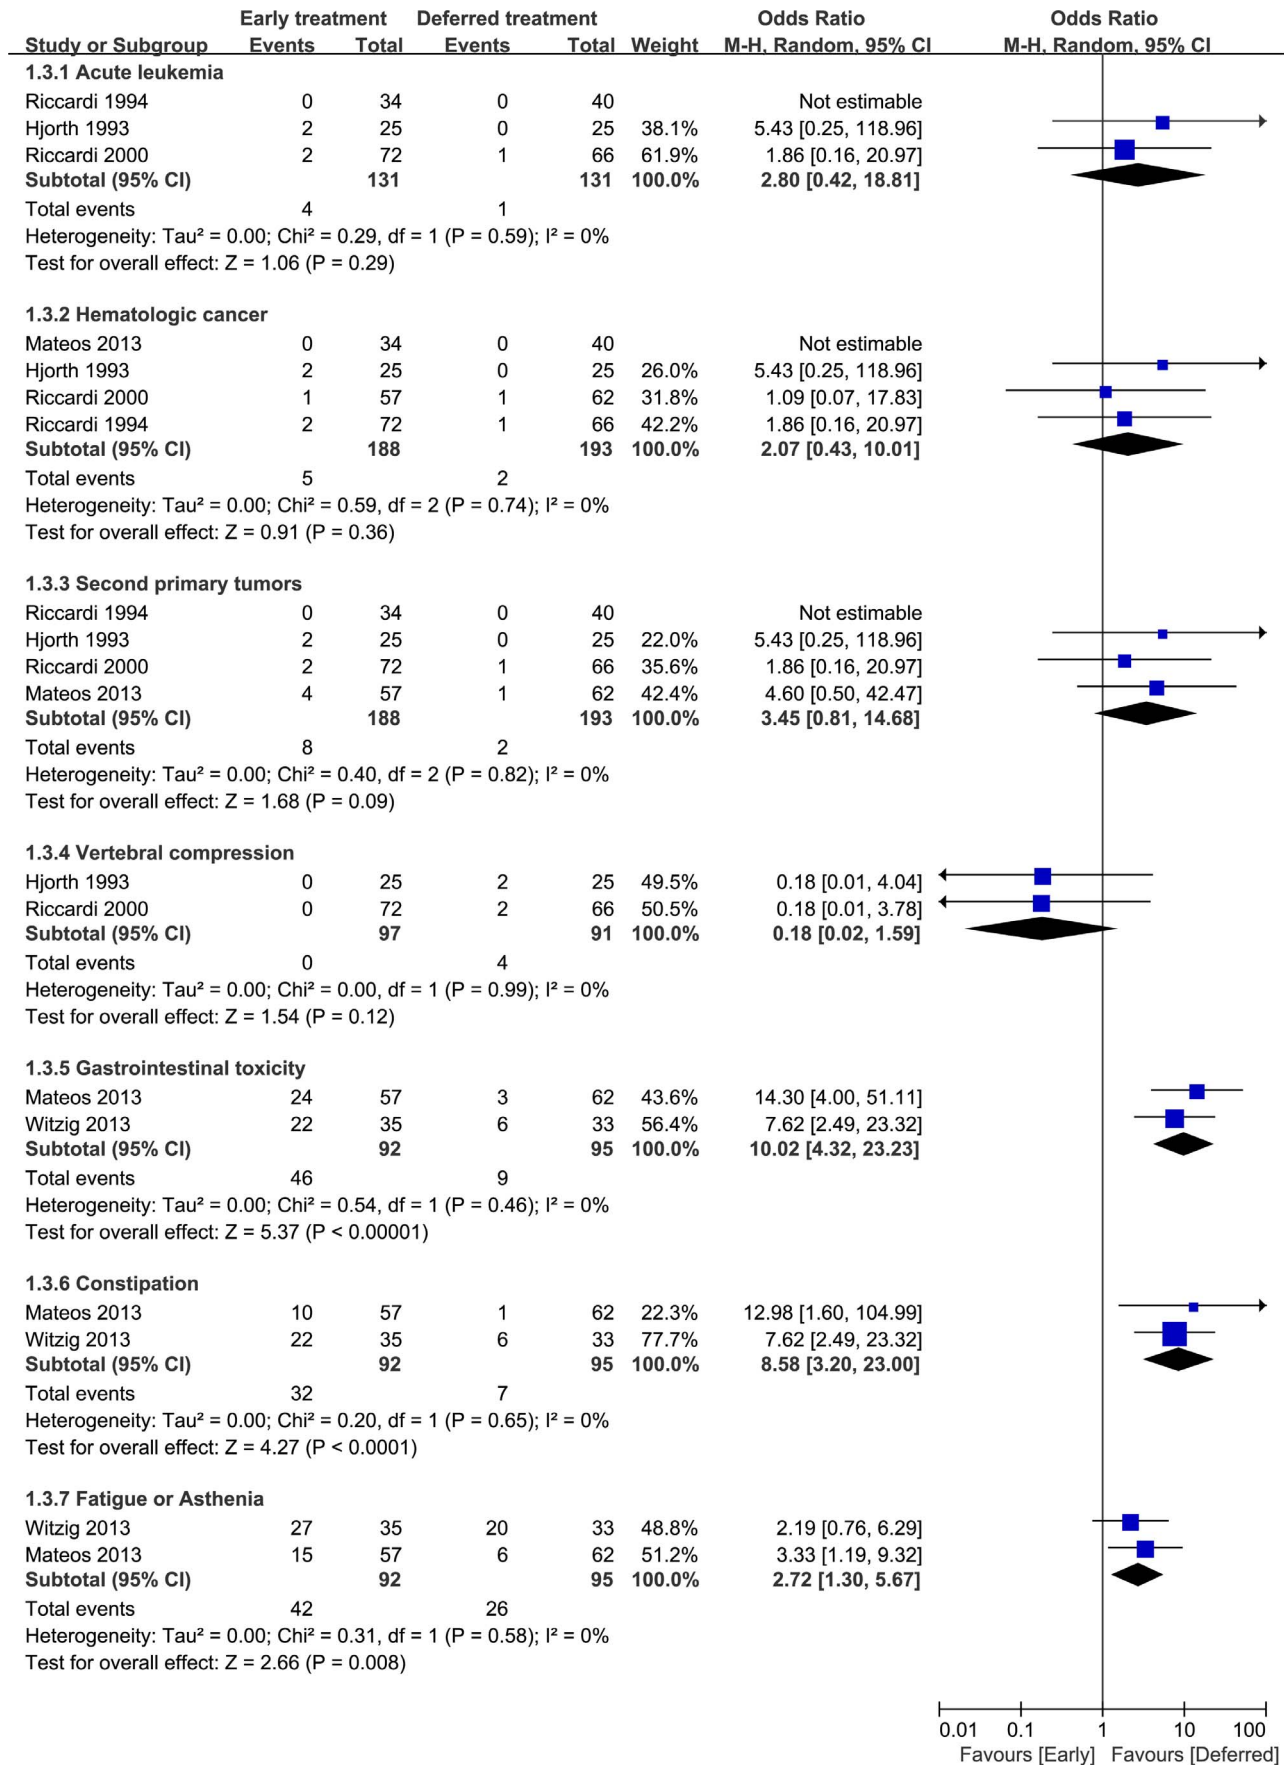 Early treatment Deferred treatment Odds Ratio Odds Ratio
Study or Subgroup Events Total Events Total Weight M-H, Random, 95% CI M-H, Random, 95% CI
1.3.1 Acute leukemia
Riccardi 1994 0 34 0 40 Not estimable
Hjorth 1993 2 25 0 25 38.1% 5.43 [0.25, 118.96]
Riccardi 2000 2 72 1 66 61.9% 1.86 [0.16, 20.97]
Subtotal (95% CI) 131 131 100.0% 2.80 [0.42, 18.81]
Total events 4 1
Heterogeneity: Tau² = 0.00; Chi² = 0.29, df = 1 (P = 0.59); I² = 0%
Test for overall effect: Z = 1.06 (P = 0.29)
1.3.2 Hematologic cancer
Mateos 2013 0 34 0 40 Not estimable
Hjorth 1993 2 25 0 25 26.0% 5.43 [0.25, 118.96]
Riccardi 2000 1 57 1 62 31.8% 1.09 [0.07, 17.83]
Riccardi 1994 2 72 1 66 42.2% 1.86 [0.16, 20.97]
Subtotal (95% CI) 188 193 100.0% 2.07 [0.43, 10.01]
Total events 5 2
Heterogeneity: Tau² = 0.00; Chi² = 0.59, df = 2 (P = 0.74); I² = 0%
Test for overall effect: Z = 0.91 (P = 0.36)
1.3.3 Second primary tumors
Riccardi 1994 0 34 0 40 Not estimable
Hjorth 1993 2 25 0 25 22.0% 5.43 [0.25, 118.96]
Riccardi 2000 2 72 1 66 35.6% 1.86 [0.16, 20.97]
Mateos 2013 4 57 1 62 42.4% 4.60 [0.50, 42.47]
Subtotal (95% CI) 188 193 100.0% 3.45 [0.81, 14.68]
Total events 8 2
Heterogeneity: Tau² = 0.00; Chi² = 0.40, df = 2 (P = 0.82); I² = 0%
Test for overall effect: Z = 1.68 (P = 0.09)
1.3.4 Vertebral compression
Hjorth 1993 0 25 2 25 49.5% 0.18 [0.01, 4.04]
Riccardi 2000 0 72 2 66 50.5% 0.18 [0.01, 3.78]
Subtotal (95% CI) 97 91 100.0% 0.18 [0.02, 1.59]
Total events 0 4
Heterogeneity: Tau² = 0.00; Chi² = 0.00, df = 1 (P = 0.99); I² = 0%
Test for overall effect: Z = 1.54 (P = 0.12)
1.3.5 Gastrointestinal toxicity
Mateos 2013 24 57 3 62 43.6% 14.30 [4.00, 51.11]
Witzig 2013 22 35 6 33 56.4% 7.62 [2.49, 23.32]
Subtotal (95% CI) 92 95 100.0% 10.02 [4.32, 23.23]
Total events 46 9
Heterogeneity: Tau² = 0.00; Chi² = 0.54, df = 1 (P = 0.46); I² = 0%
Test for overall effect: Z = 5.37 (P < 0.00001)
1.3.6 Constipation
Mateos 2013 10 57 1 62 22.3% 12.98 [1.60, 104.99]
Witzig 2013 22 35 6 33 77.7% 7.62 [2.49, 23.32]
Subtotal (95% CI) 92 95 100.0% 8.58 [3.20, 23.00]
Total events 32 7
Heterogeneity: Tau² = 0.00; Chi² = 0.20, df = 1 (P = 0.65); I² = 0%
Test for overall effect: Z = 4.27 (P < 0.0001)
1.3.7 Fatigue or Asthenia
Witzig 2013 27 35 20 33 48.8% 2.19 [0.76, 6.29]
Mateos 2013 15 57 6 62 51.2% 3.33 [1.19, 9.32]
Subtotal (95% CI) 92 95 100.0% 2.72 [1.30, 5.67]
Total events 42 26
Heterogeneity: Tau² = 0.00; Chi² = 0.31, df = 1 (P = 0.58); I² = 0%
Test for overall effect: Z = 2.66 (P = 0.008)
0.01 0.1 1 10 100
Favours [Early] Favours [Deferred]